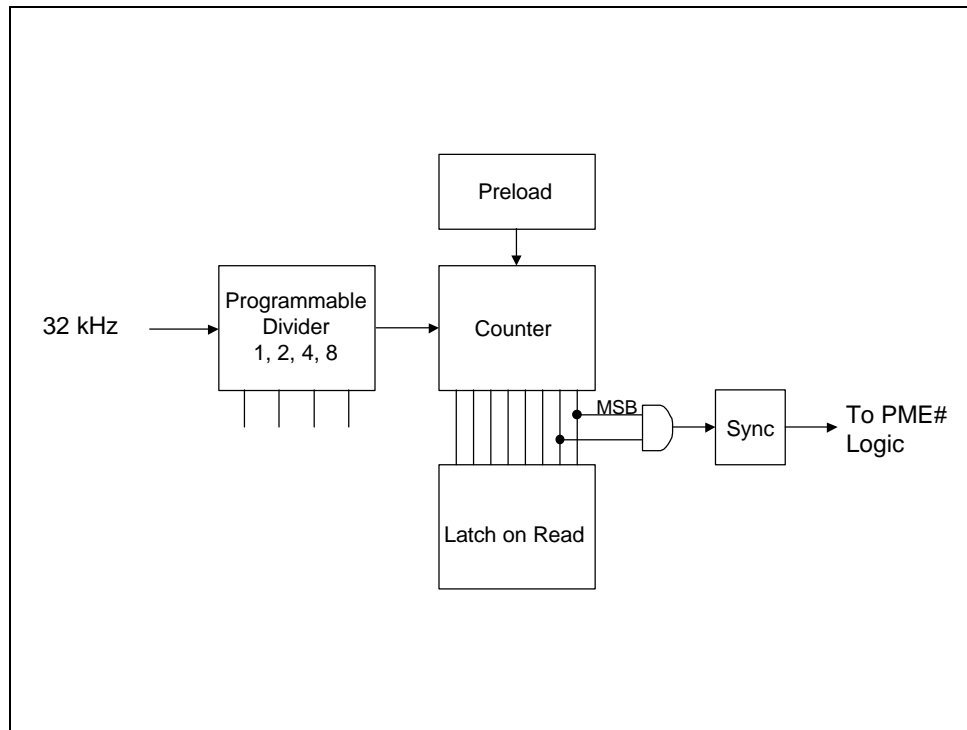 Preload
32 kHz
Programmable
Divider
1, 2, 4, 8
Counter
MSB
Sync
To PME#
Logic
Latch on Read